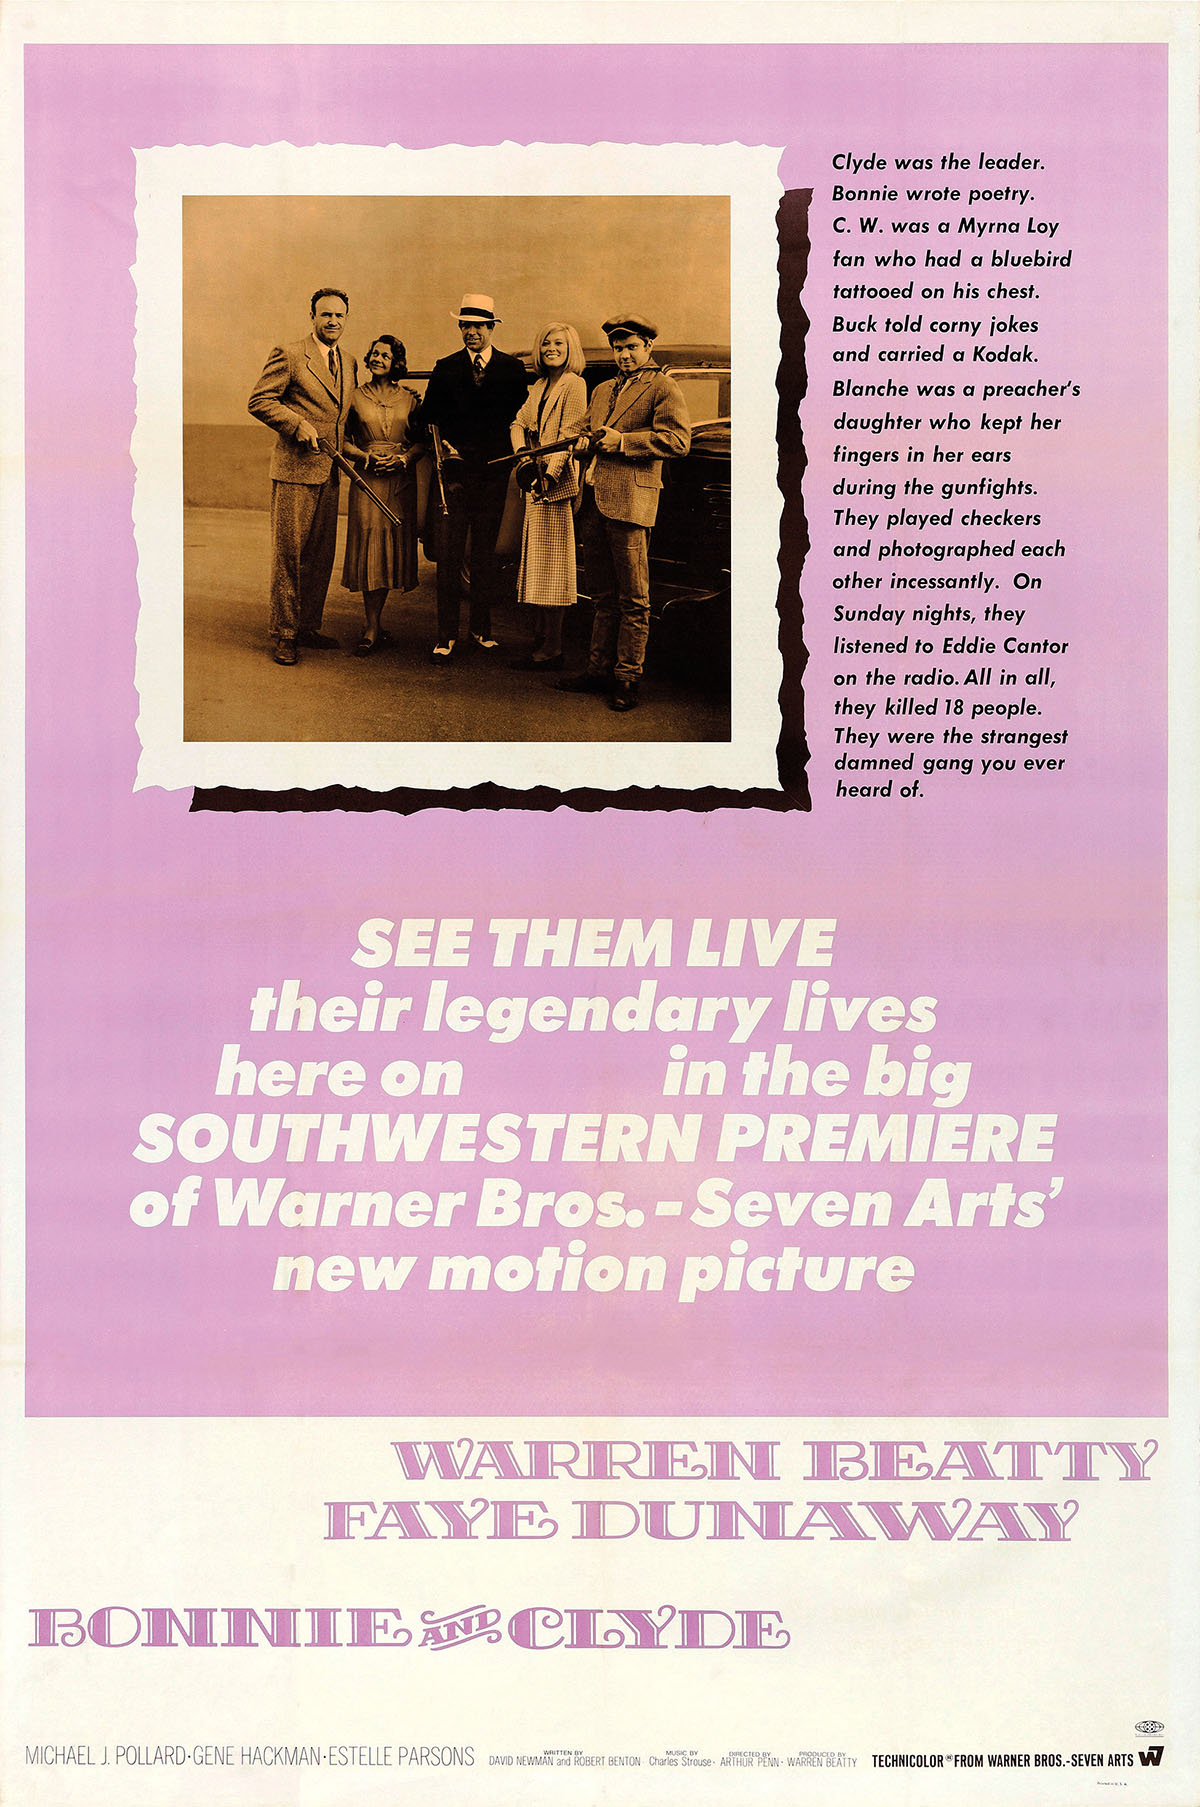 Clyde was the leader.
Bonnie wrote poetry.
C. W. was a Myrna Loy
fan who had a bluebird
tattooed on his chest.
Buck told corny jokes
and carried a Kodak.
Blanche was a preacher's
daughter who kept her
fingers in her ears
during the gunfights.
They played checkers
and photographed each
other incessantly. On
Sunday nights, they
listened to Eddie Cantor
on the radio. All in all,
they killed 18 people.
They were the strangest
damned gang you ever
heard of.
SEE THEM LIVE
their legendary lives
here on in the big
SOUTHWESTERN PREMIERE
of Warner Bros.-Seven Arts'
new motion picture
WARREN BEATTY
FAYE DUNAWAY
BONNIE AND CLYDE
MICHAEL J. POLLARD·GENE HACKMAN·ESTELLE PARSONS
WRITTEN BY
DAVID NEWMAN and ROBERT BENTON·
MUSIC BY
Charles Strouse·
DIRECTED BY
ARTHUR PENN·
PRODUCED BY
WARREN BEATTY
TECHNICOLOR® FROM WARNER BROS.-SEVEN ARTS W7
Printed in U. S. A.